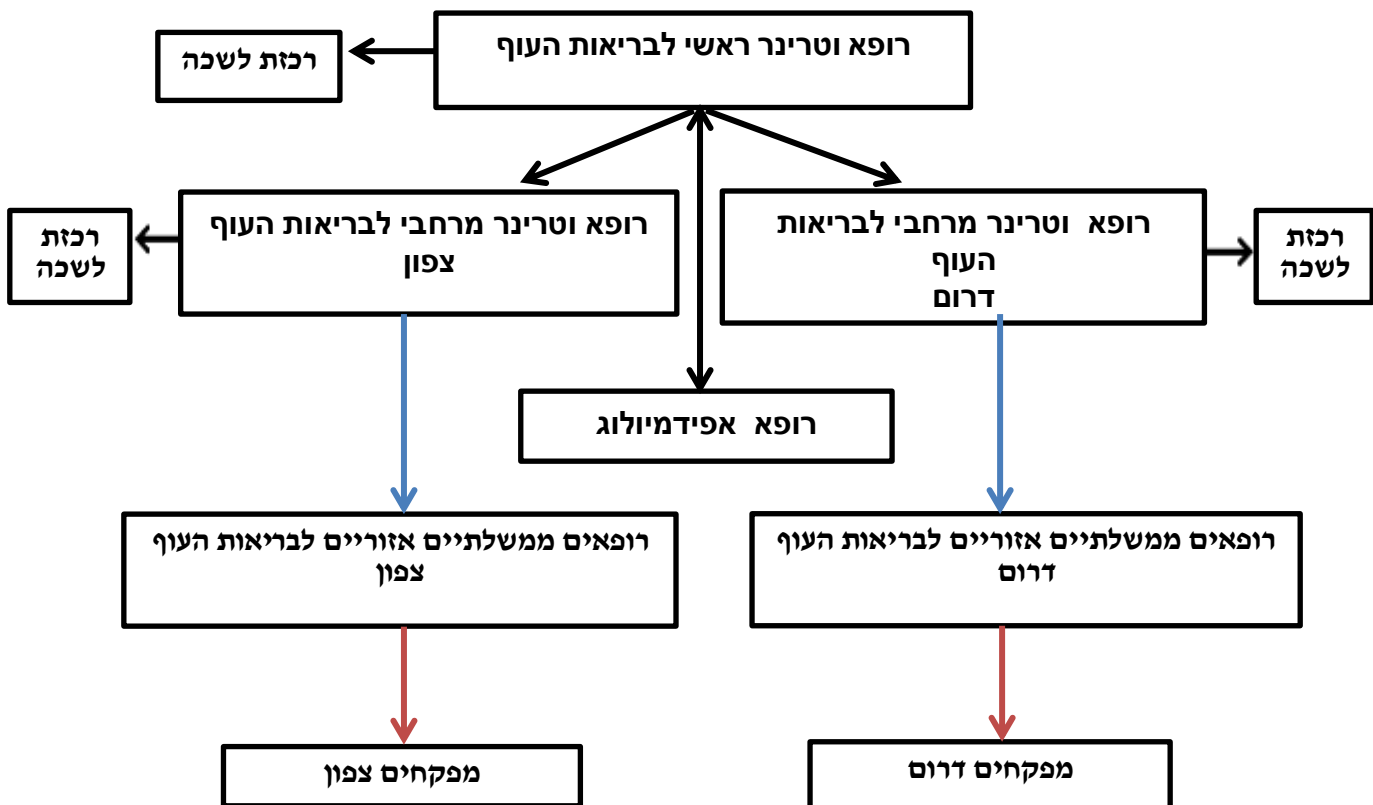 רופא וטרינר ראשי לבריאות העוף
רכזת לשכה
רופא וטרינר מרחבי לבריאות
העוף
דרום
רכזת
לשכה
רופא וטרינר מרחבי לבריאות העוף
צפון
רכזת
לשכה
רופא אפידמיולוג
רופאים ממשלתיים אזוריים לבריאות העוף
דרום
רופאים ממשלתיים אזוריים לבריאות העוף
צפון
מפקחים דרום
מפקחים צפון